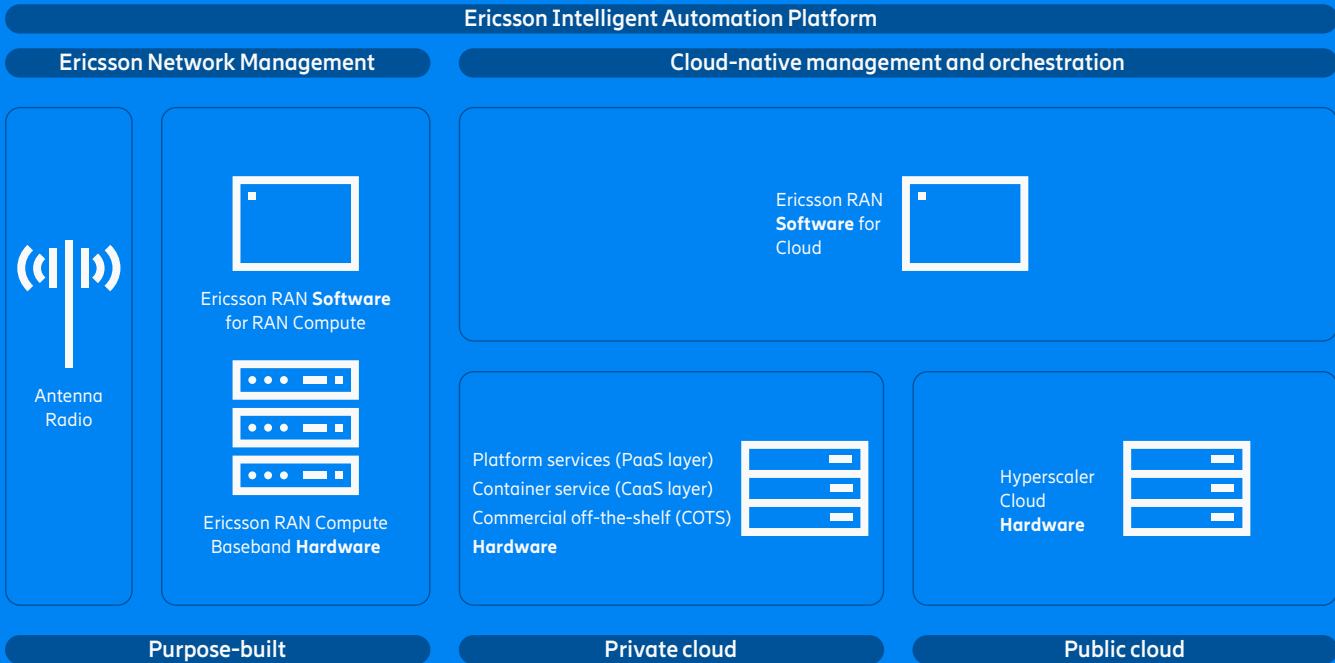 Ericsson Intelligent Automation Platform
Ericsson Network Management
Cloud-native management and orchestration
Antenna
Radio
Ericsson RAN Software
for RAN Compute
Ericsson RAN Compute
Baseband Hardware
Ericsson RAN
Software for
Cloud
Platform services (PaaS layer)
Container service (CaaS layer)
Commercial off-the-shelf (COTS)
Hardware
Hyperscaler
Cloud
Hardware
Purpose-built
Private cloud
Public cloud